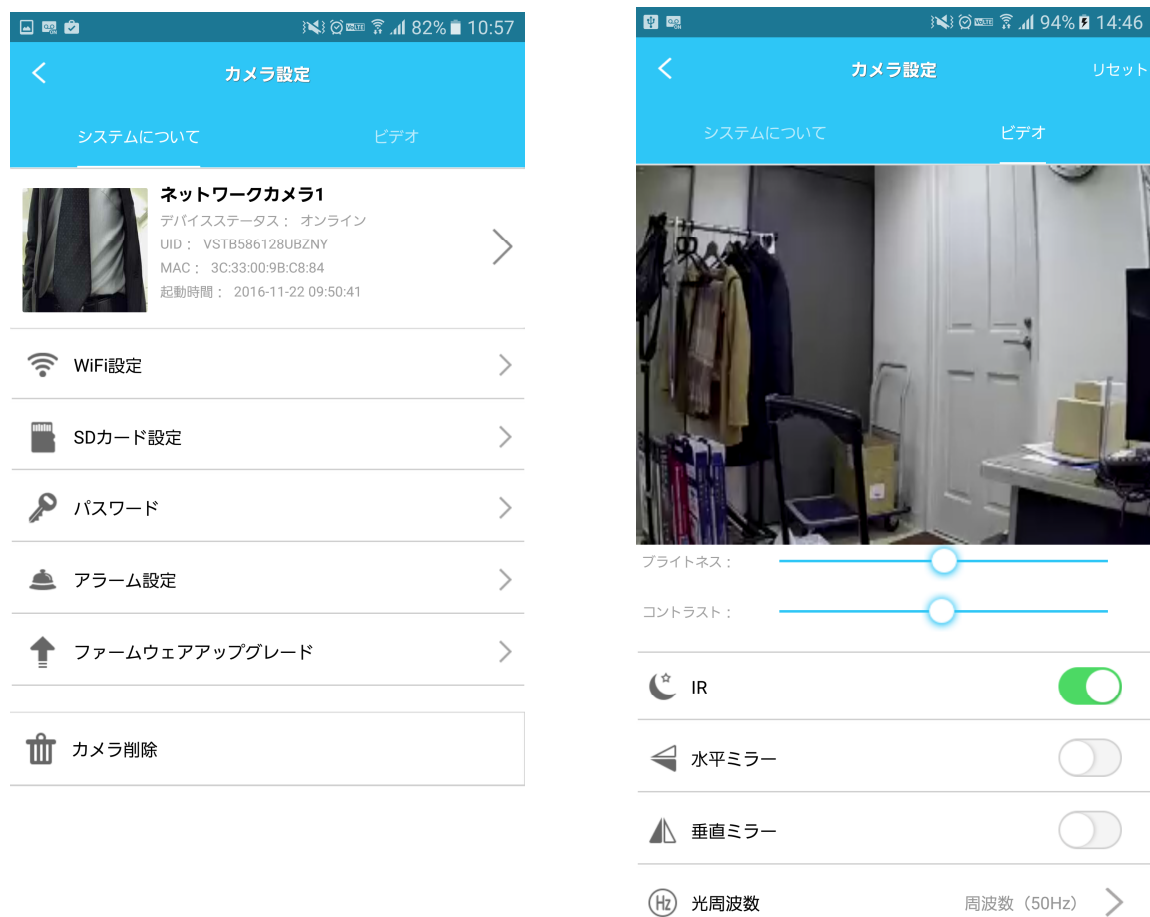 82% 10:57
カメラ設定
システムについて ビデオ
ネットワークカメラ1
デバイスステータス： オンライン
UID： VSTB586128UBZNY
MAC： 3C:33:00:9B:C8:84
起動時間： 2016-11-22 09:50:41
WiFi設定
SDカード設定
パスワード
アラーム設定
ファームウェアアップグレード
カメラ削除
94% 14:46
カメラ設定 リセット
システムについて ビデオ
ブライトネス：
コントラスト：
IR
水平ミラー
垂直ミラー
Hz 光周波数 周波数（50Hz）